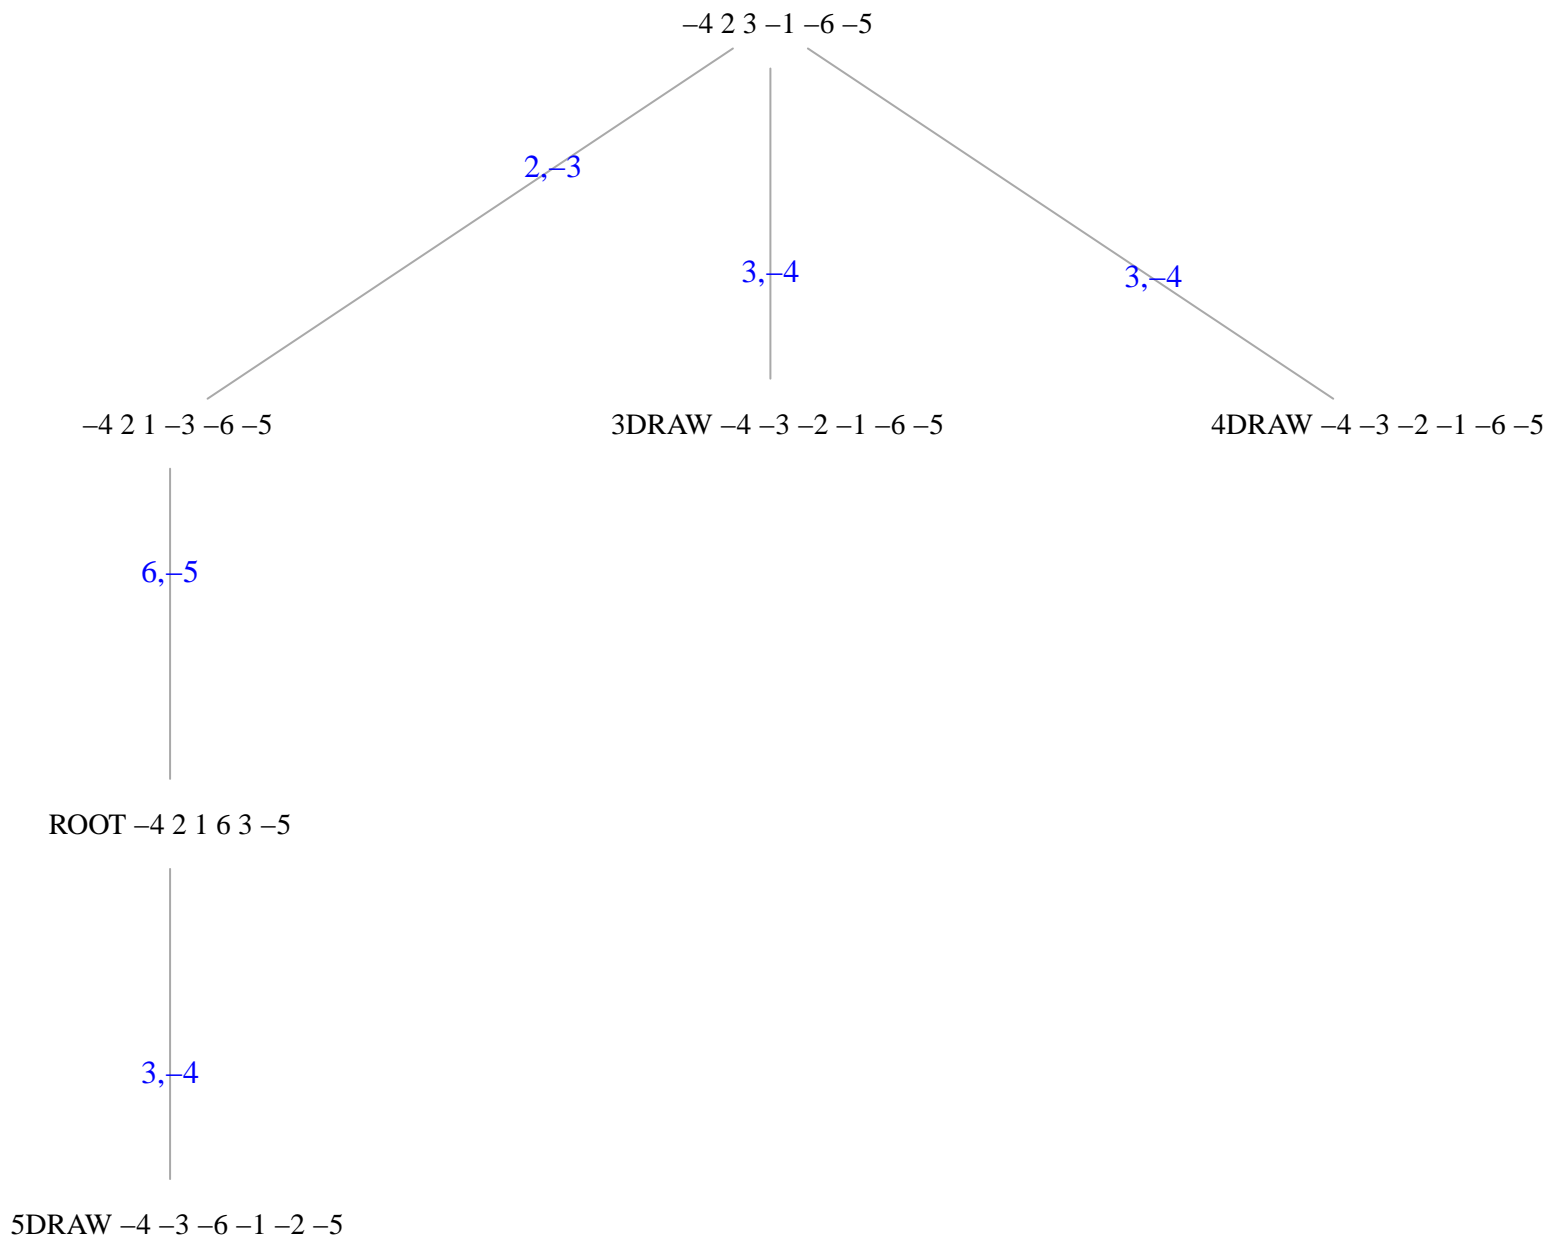 –4 2 3 –1 –6 –5
2,–3
3,–4
3,–4
–4 2 1 –3 –6 –5
3DRAW –4 –3 –2 –1 –6 –5
4DRAW –4 –3 –2 –1 –6 –5
6,–5
ROOT –4 2 1 6 3 –5
3,–4
5DRAW –4 –3 –6 –1 –2 –5